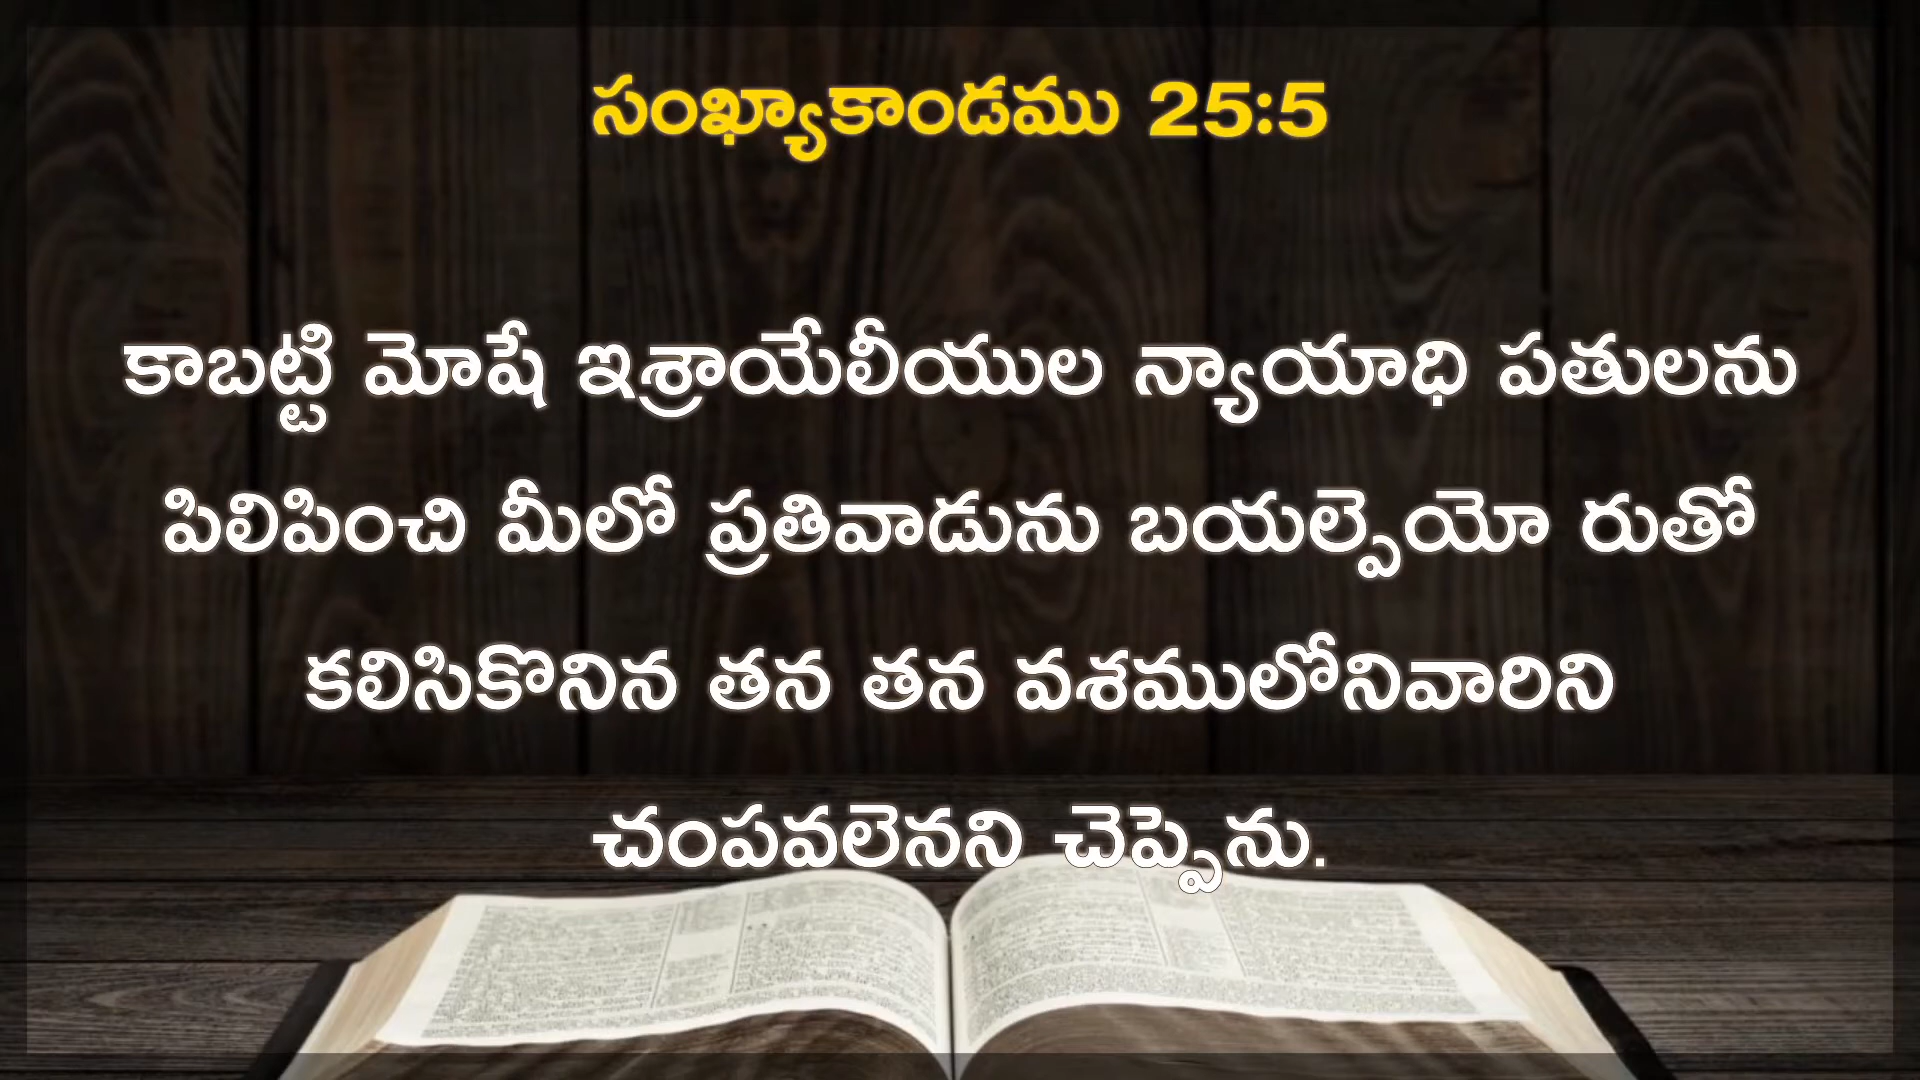 సంఖ్యాకాండము 25:5
కాబట్టి మోషే ఇశ్రాయేలీయుల న్యాయాధి పతులను
పిలిపించి మీలో ప్రతివాడును బయల్పెయో రుతో
కలిసికొనిన తన తన వశములోనివారిని
చంపవలెనని చెప్పెను.